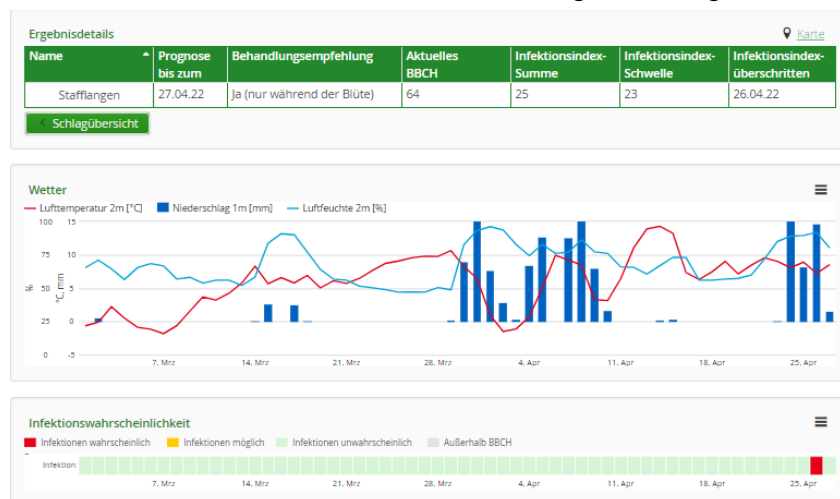 Ergebnisdetails
Karte
Name Prognose bis zum Behandlungsempfehlung Aktuelles BBCH Infektionsindex-Summe Infektionsindex-Schwelle Infektionsindex-überschritten
Stafflangen 27.04.22 Ja (nur während der Blüte) 64 25 23 26.04.22
Schlagübersicht
Wetter
Lufttemperatur 2m [°C] Niederschlag 1m [mm] Luftfeuchte 2m [%]
100 15
75 10
50 5
25 0
0 -5
%
°C, mm
7. Mrz 14. Mrz 21. Mrz 28. Mrz 4. Apr 11. Apr 18. Apr 25. Apr
Infektionswahrscheinlichkeit
Infektionen wahrscheinlich Infektionen möglich Infektionen unwahrscheinlich Außerhalb BBCH
Infektion
7. Mrz 14. Mrz 21. Mrz 28. Mrz 4. Apr 11. Apr 18. Apr 25. Apr